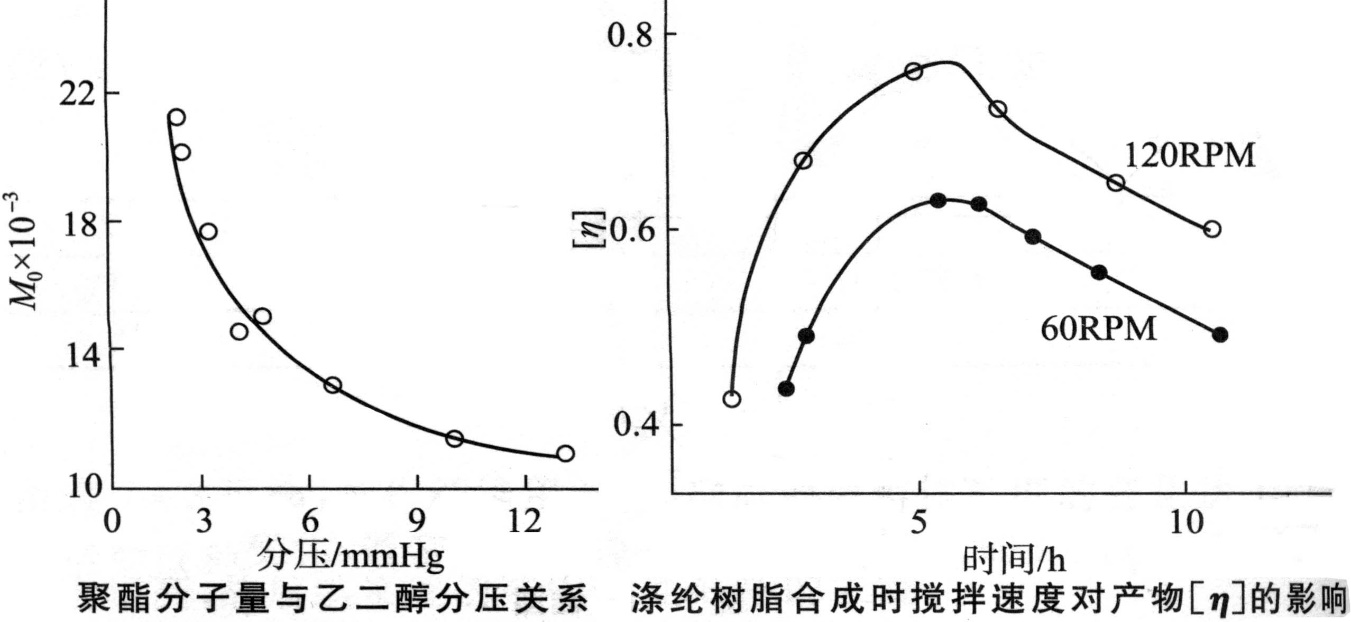 22
18
14
10
M₀×10⁻³
0 3 6 9 12
分压/mmHg
聚酯分子量与乙二醇分压关系
0.8
0.6
0.4
[η]
120RPM
60RPM
5 10
时间/h
涤纶树脂合成时搅拌速度对产物[η]的影响